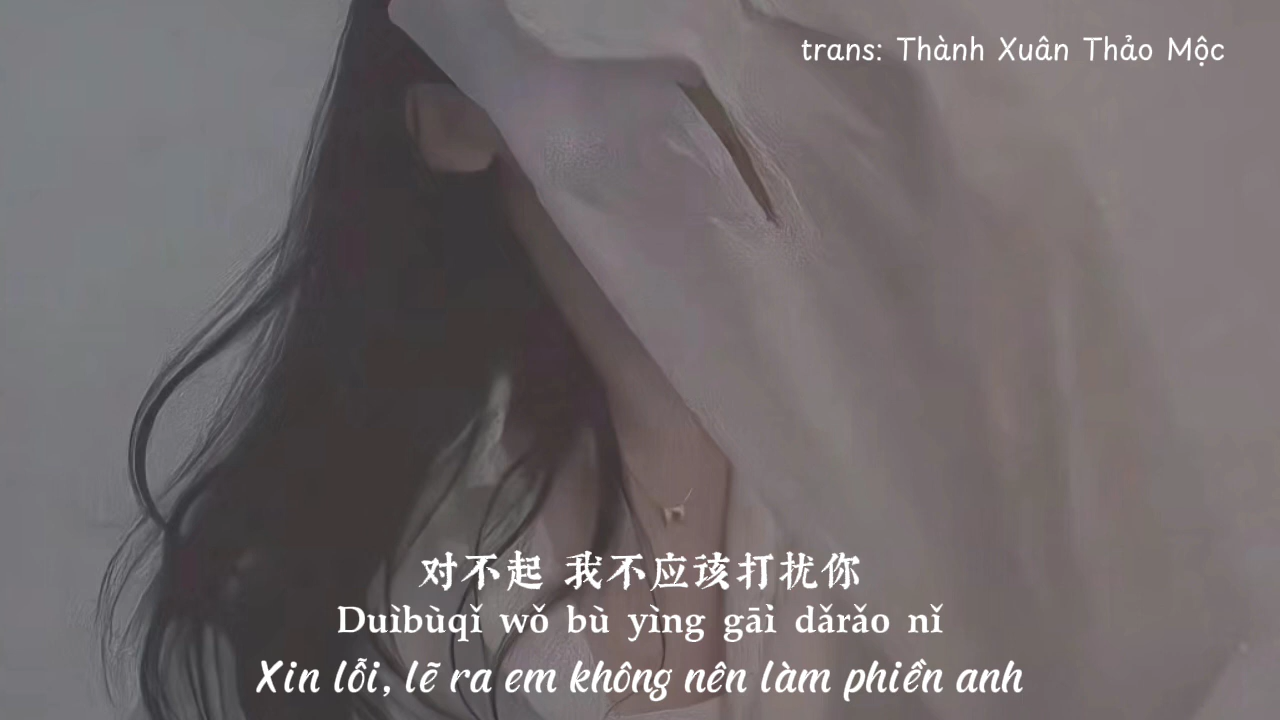 trans: Thành Xuân Thảo Mộc
对不起 我不应该打扰你
Duìbùqǐ wǒ bù yìng gāi dǎrǎo nǐ
Xin lỗi, lẽ ra em không nên làm phiền anh